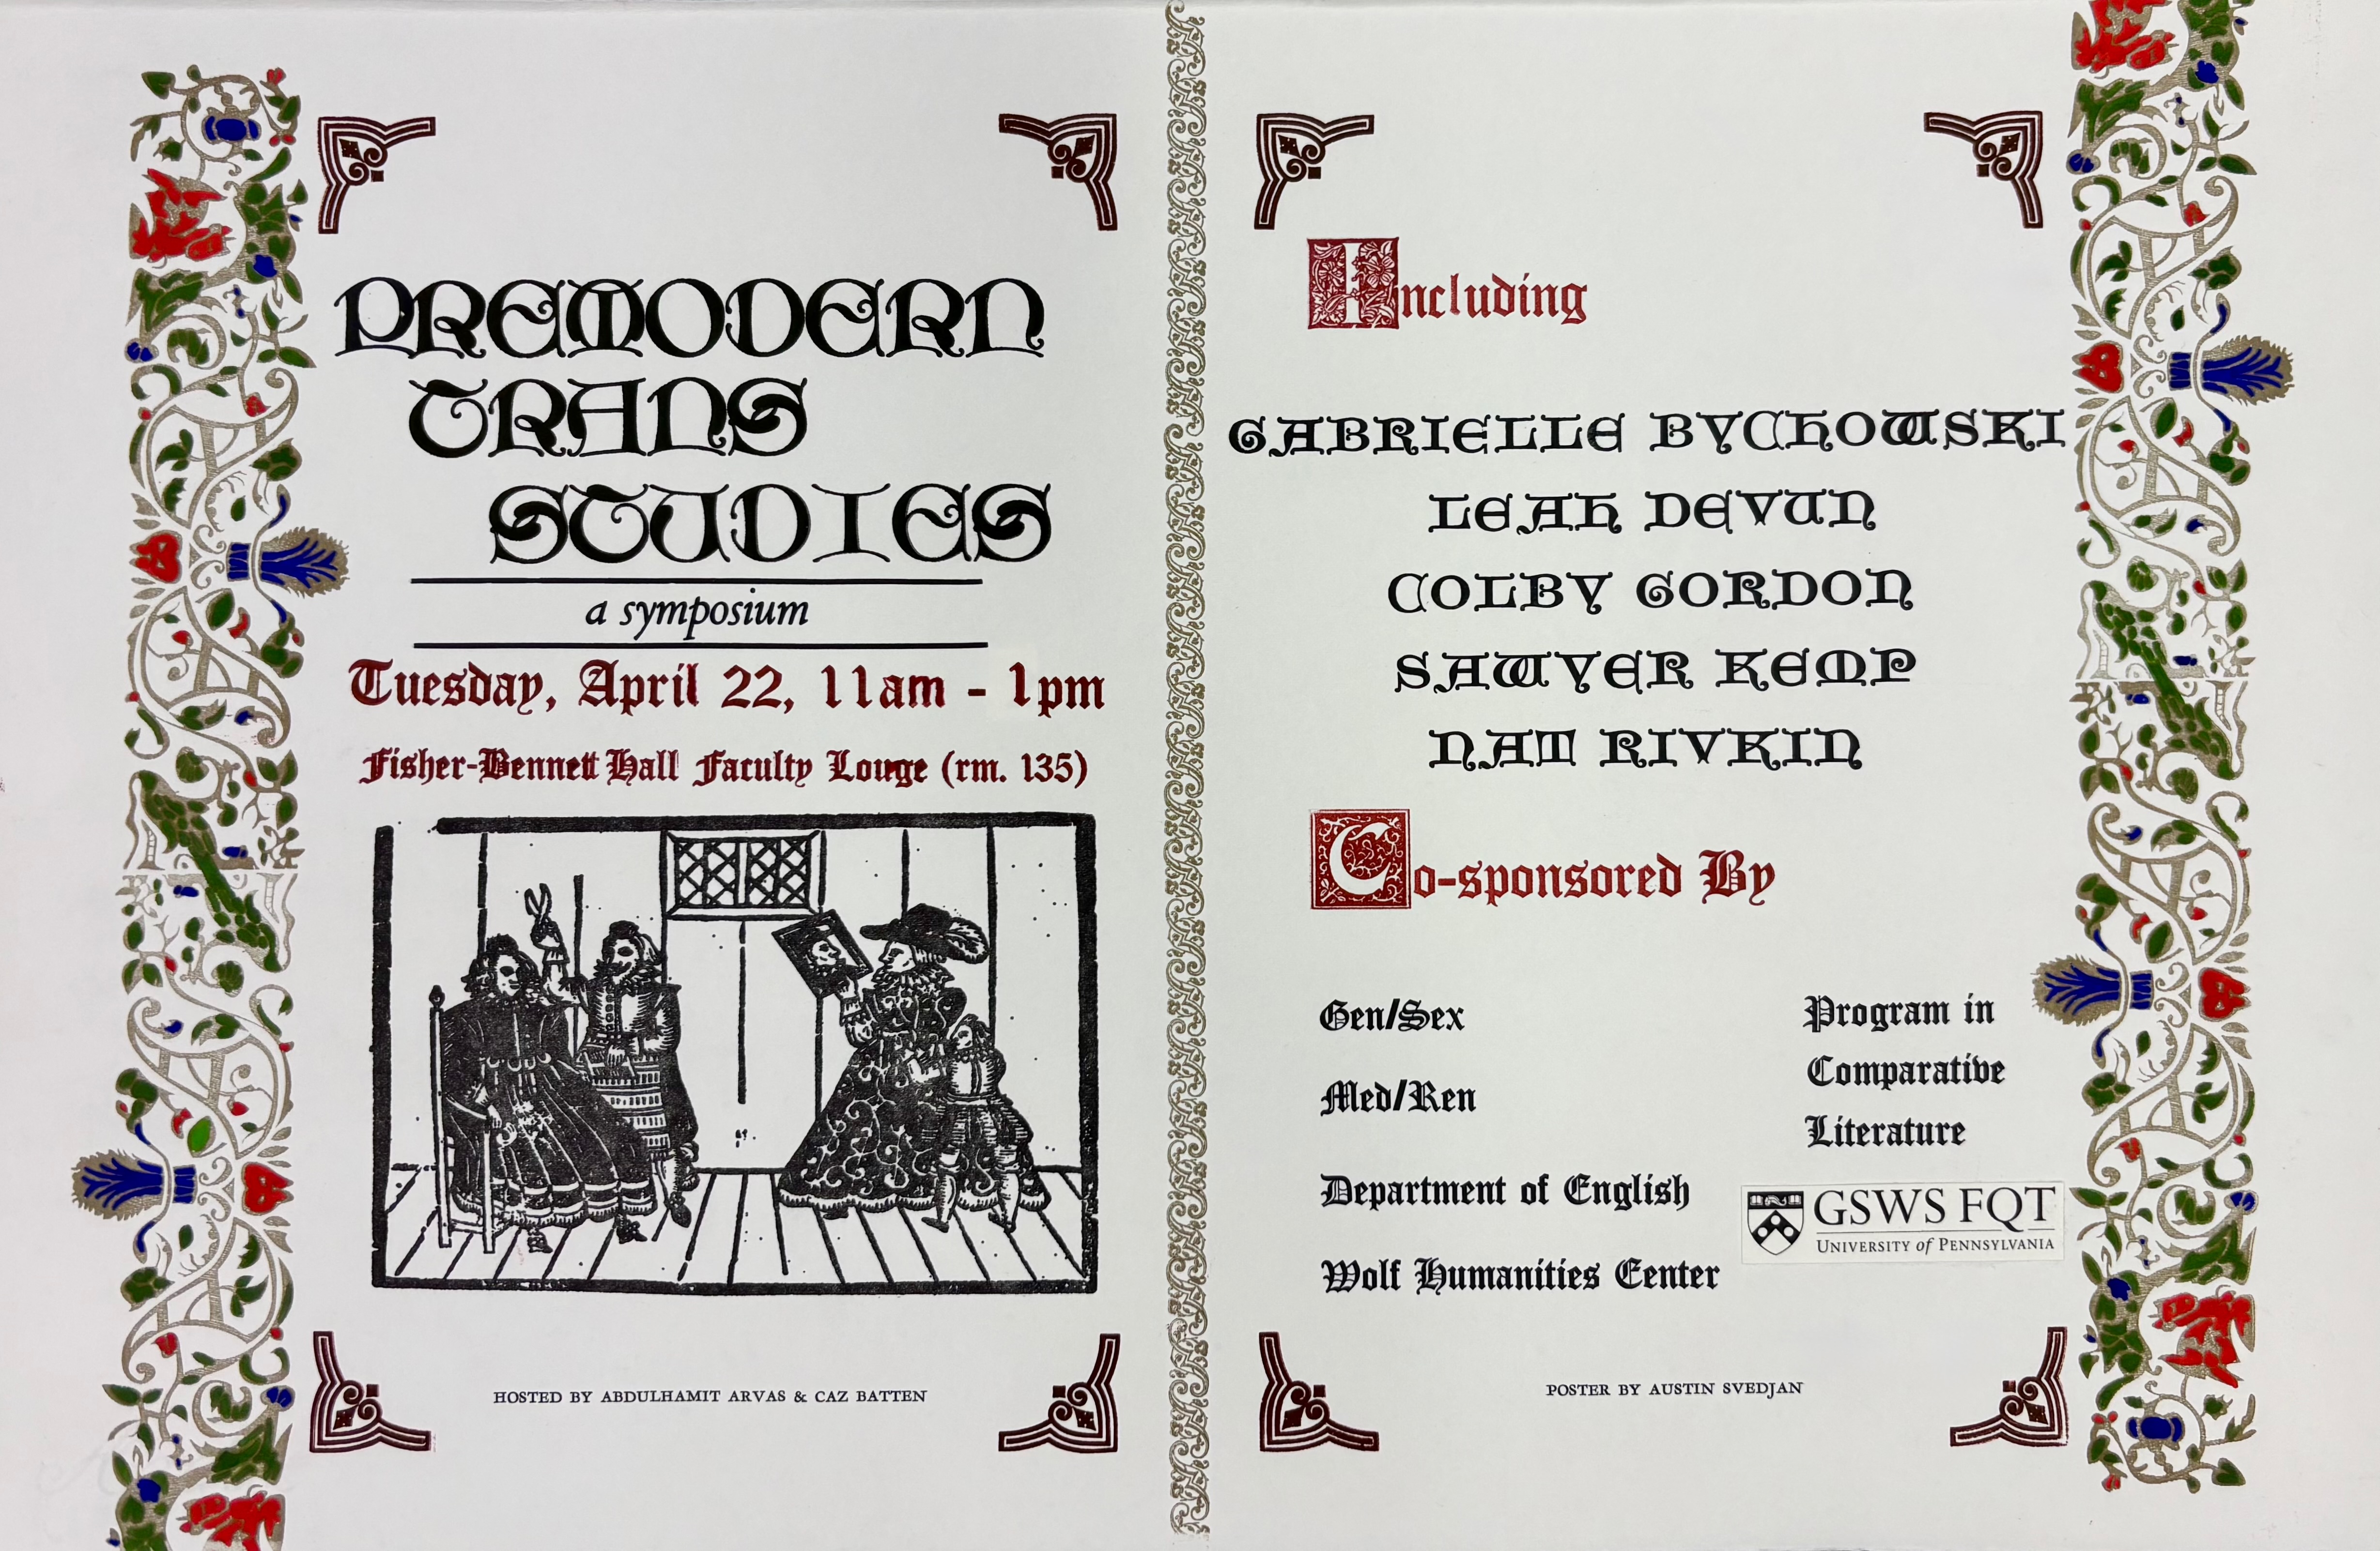 PREMODERN
TRANS
STUDIES
a symposium
Tuesday, April 22, 11am - 1pm
Fisher-Bennett Hall Faculty Louge (rm. 135)
HOSTED BY ABDULHAMIT ARVAS & CAZ BATTEN
Including
GABRIELLE BYCHOWSKI
LEAH DEVUN
COLBY GORDON
SAWYER KEMP
NAT RIVKIN
Co-sponsored By
Gen/Sex
Med/Ren
Department of English
Wolf Humanities Center
Program in
Comparative
Literature
GSWS FQT
UNIVERSITY of PENNSYLVANIA
POSTER BY AUSTIN SVEDJAN